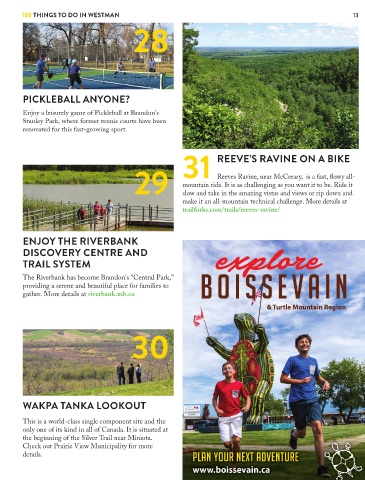 150 THINGS TO DO IN WESTMAN
13
28
PICKLEBALL ANYONE?
Enjoy a leisurely game of Pickleball at Brandon's
Stanley Park, where former tennis courts have been
renovated for this fast-growing sport.
29
ENJOY THE RIVERBANK
DISCOVERY CENTRE AND
TRAIL SYSTEM
The Riverbank has become Brandon's "Central Park,"
providing a serene and beautiful place for families to
gather. More details at riverbank.mb.ca
30
WAKPA TANKA LOOKOUT
This is a world-class single component site and the
only one of its kind in all of Canada. It is situated at
the beginning of the Silver Trail near Miniota.
Check out Prairie View Municipality for more
details.
31
REEVE'S RAVINE ON A BIKE
Reeves Ravine, near McCreary, is a fast, flowy all-
mountain ride. It is as challenging as you want it to be. Ride it
slow and take in the amazing vistas and views or rip down and
make it an all-mountain technical challenge. More details at
trailforks.com/trails/reeves-ravine/
explore
BOISSEVAIN
& Turtle Mountain Region
PLAN YOUR NEXT ADVENTURE
www.boissevain.ca